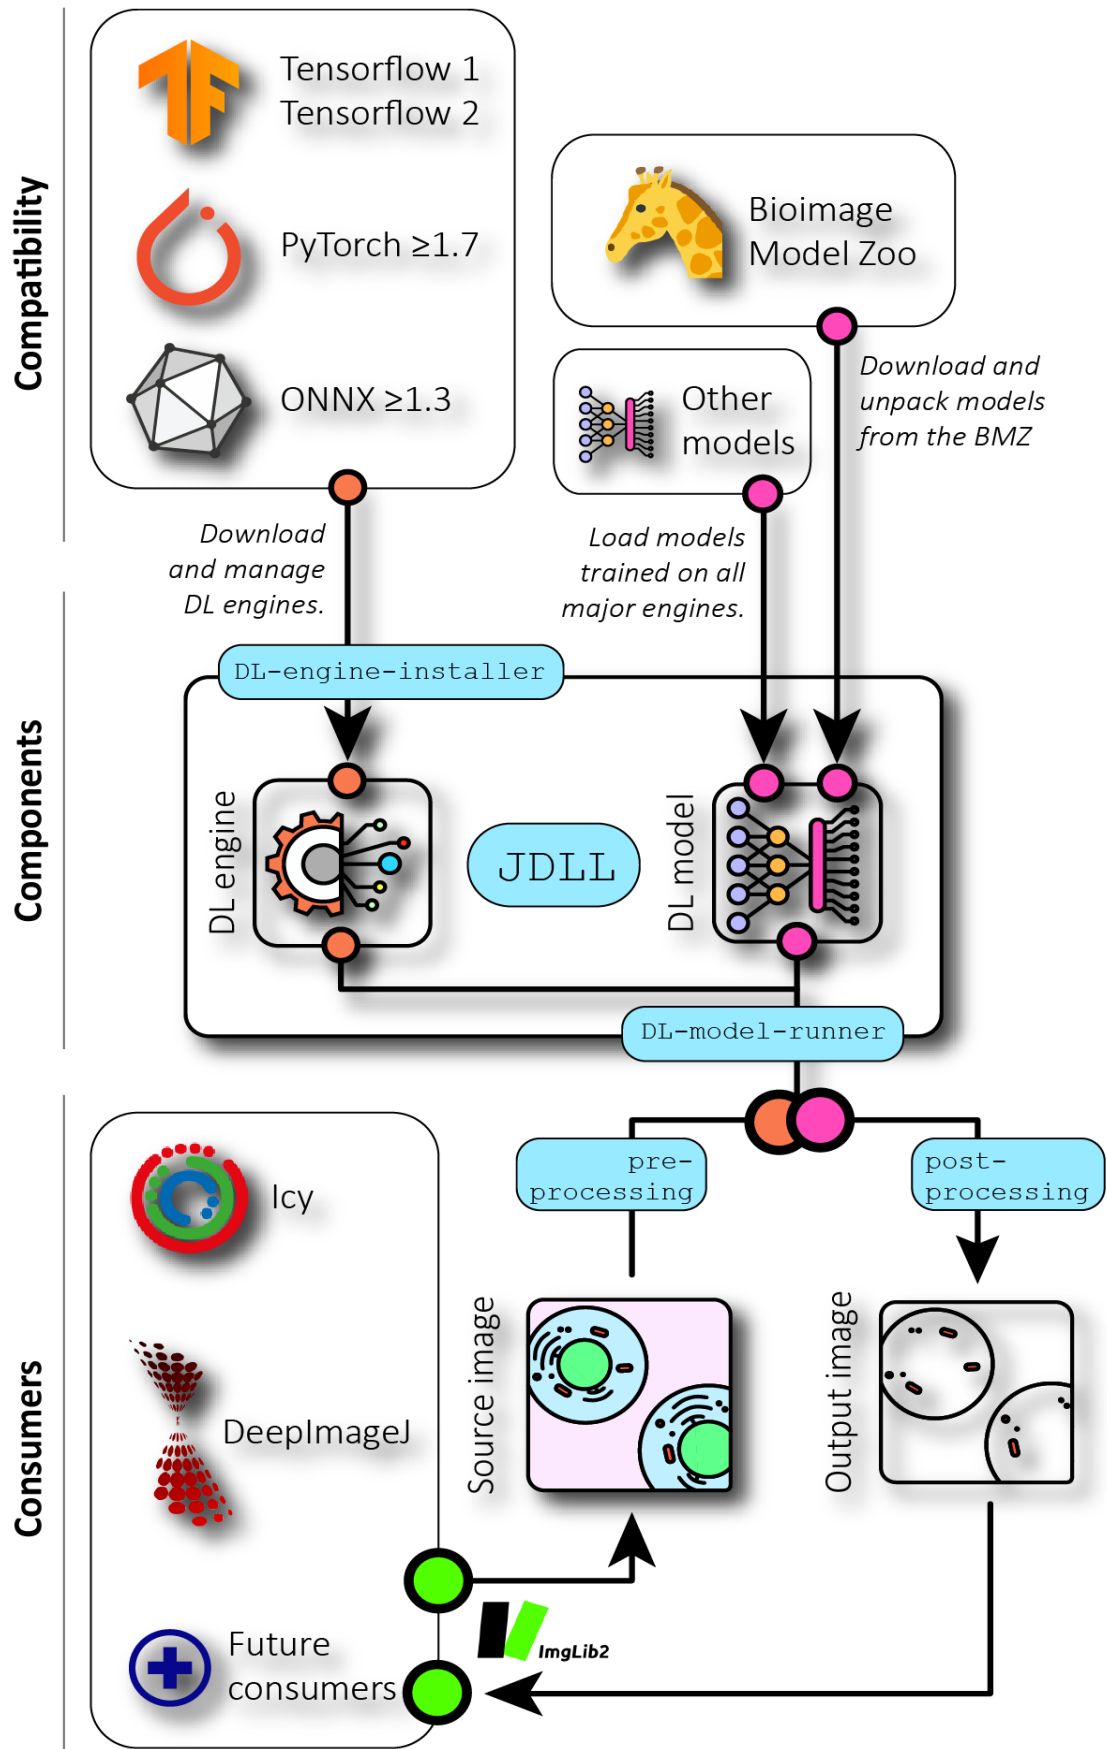 Compatibility
Tensorflow 1
Tensorflow 2
PyTorch ≥1.7
ONNX ≥1.3
Bioimage
Model Zoo
Other
models
Download and
unpack models
from the BMZ
Download
and manage
DL engines.
Load models
trained on all
major engines.
Components
DL-engine-installer
DL engine
JDLL
DL model
DL-model-runner
Consumers
Icy
DeepImageJ
Future
consumers
pre-
processing
post-
processing
Source image
Output image
ImgLib2